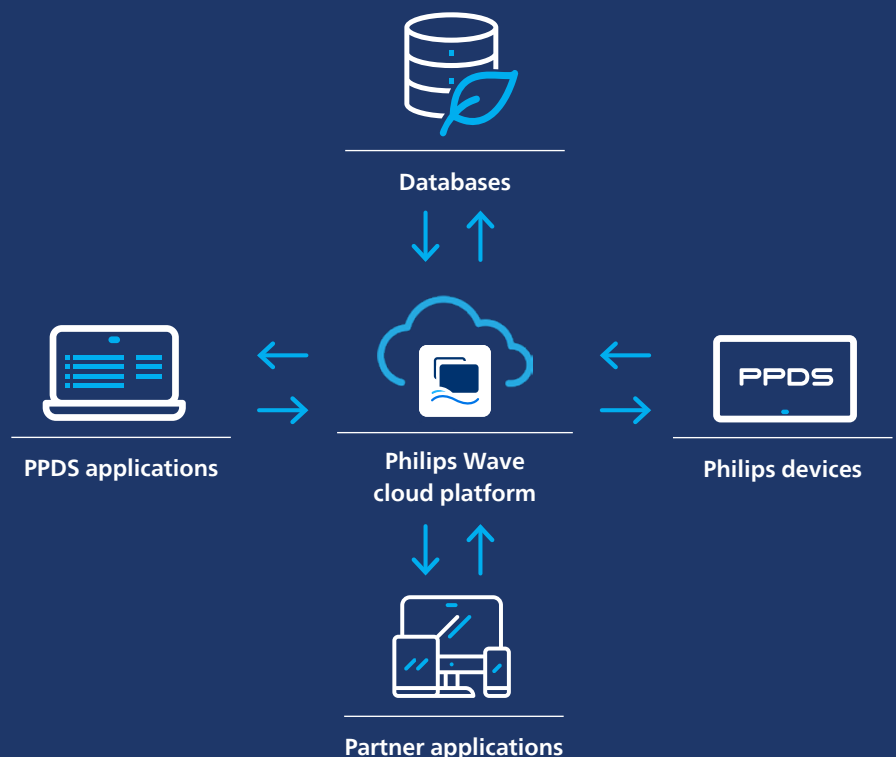 Databases
PPDS
PPDS applications
Philips Wave
cloud platform
Philips devices
Partner applications